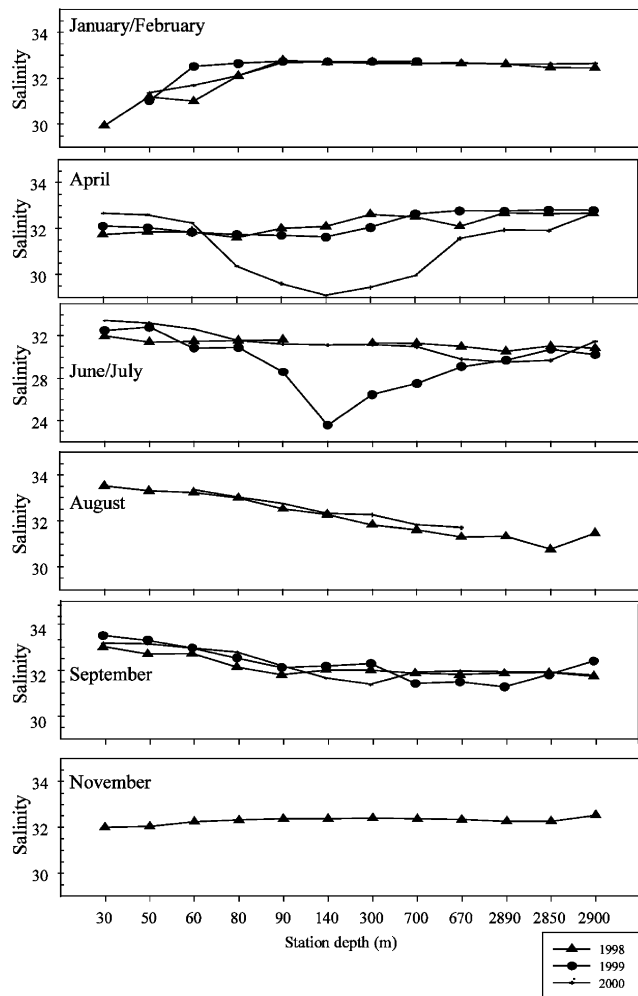 January/February
Salinity
34
32
30
April
Salinity
34
32
30
June/July
Salinity
32
28
24
August
Salinity
34
32
30
September
Salinity
34
32
30
November
Salinity
34
32
30
30 50 60 80 90 140 300 700 670 2890 2850 2900
Station depth (m)
1998
1999
2000